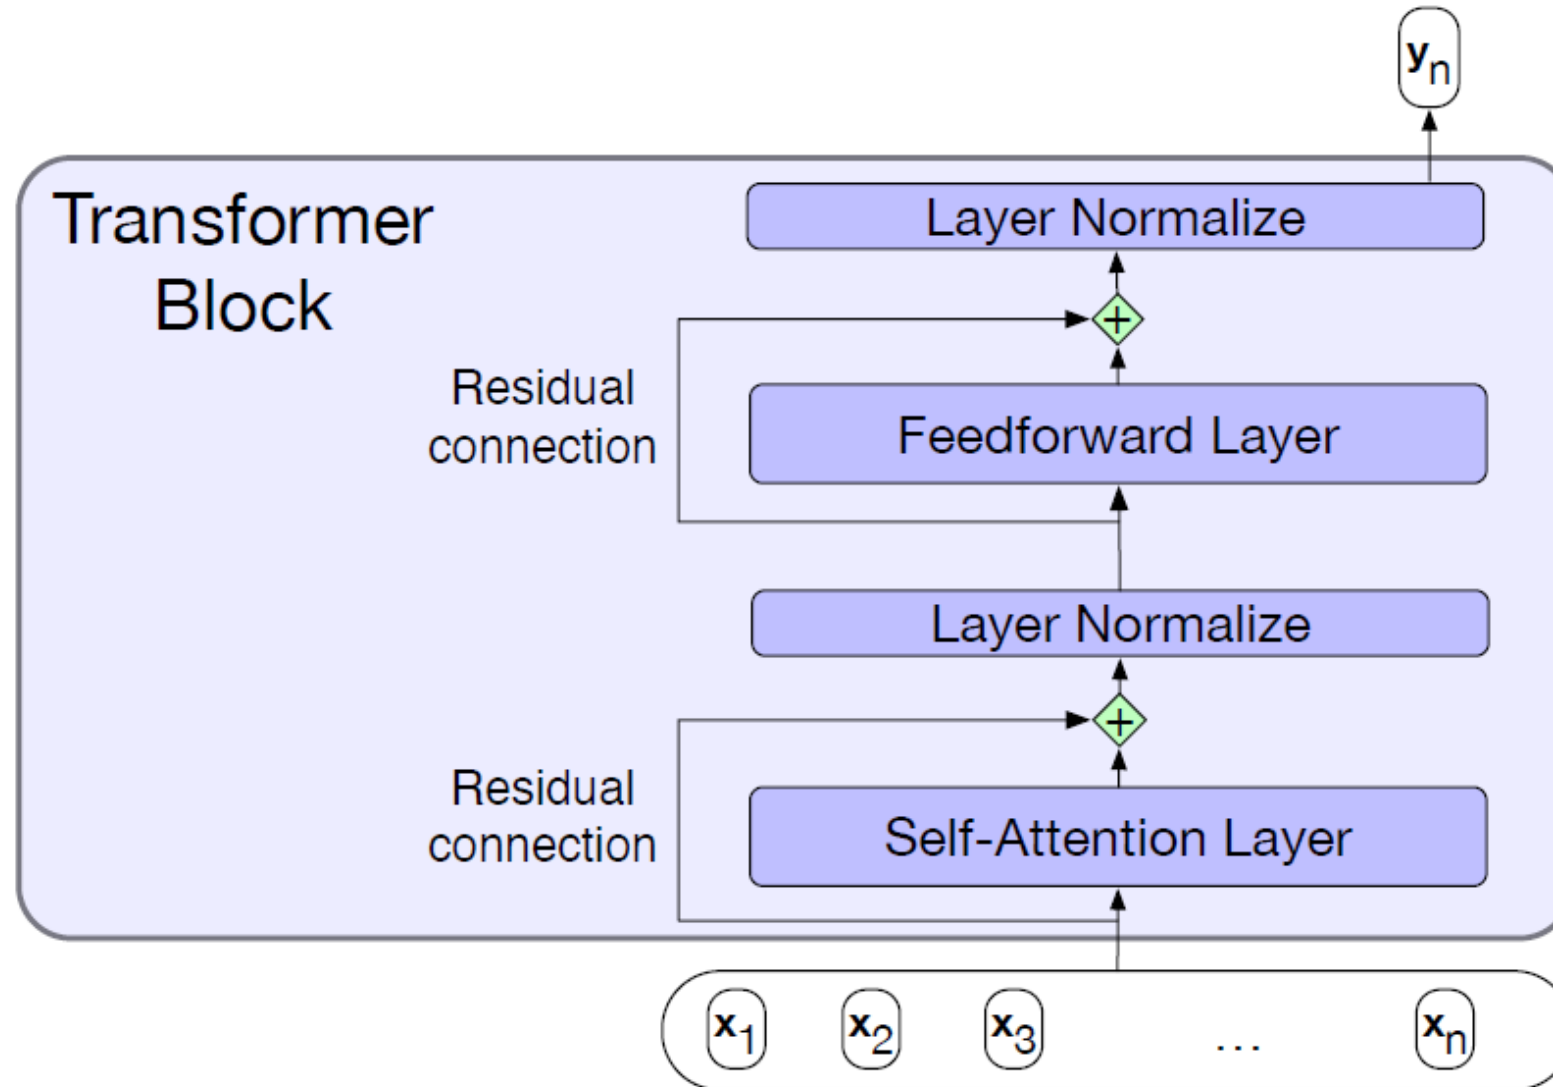 yn
Transformer
Block
Layer Normalize
+
Residual
connection
Feedforward Layer
Layer Normalize
+
Residual
connection
Self-Attention Layer
x1 x2 x3 ... xn